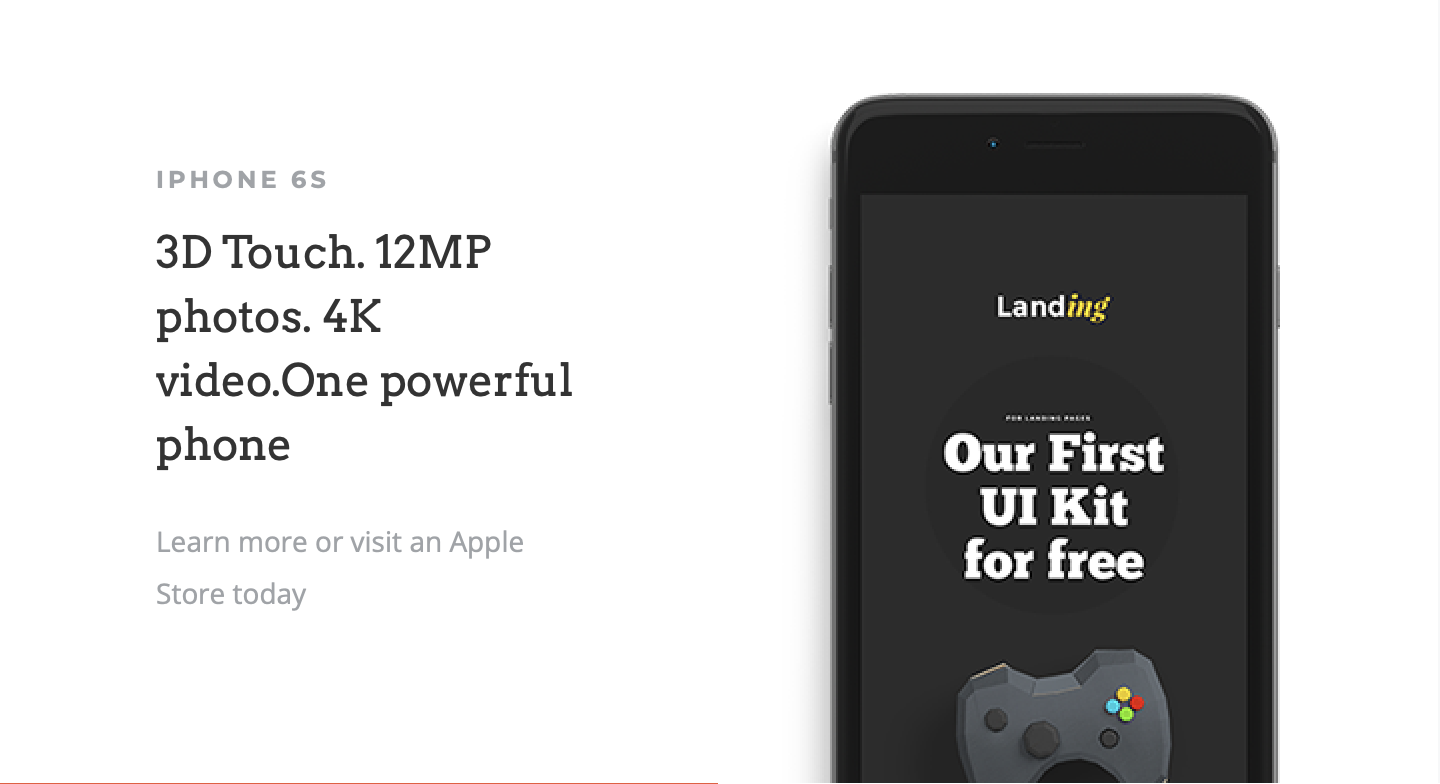 IPHONE 6S
3D Touch. 12MP
photos. 4K
video.One powerful
phone
Learn more or visit an Apple
Store today
Landing
FOR LANDING PAGES
Our First
UI Kit
for free